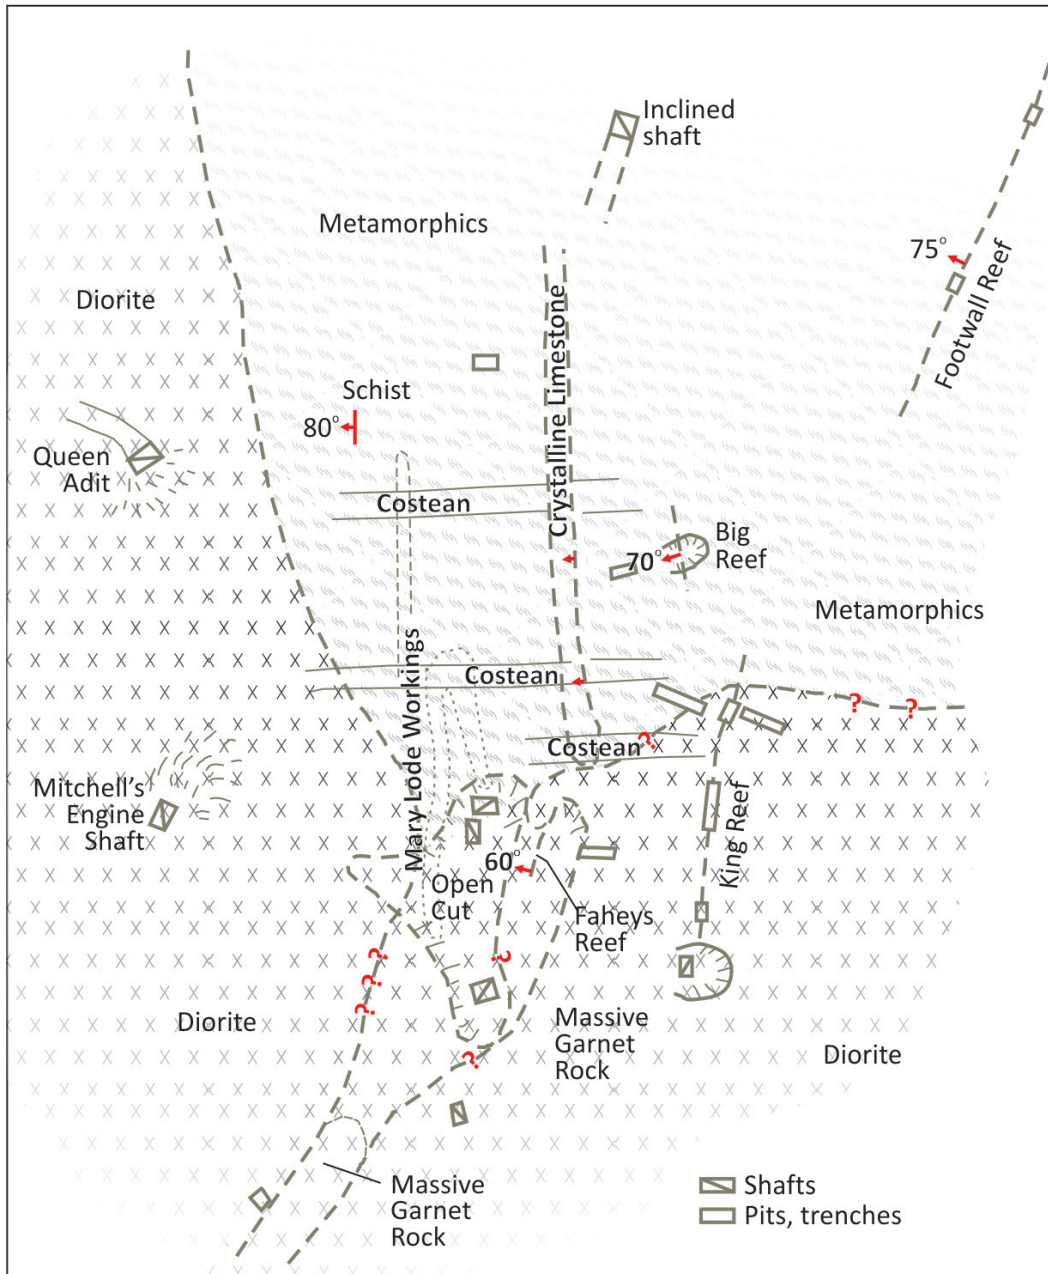 Inclined
shaft
Metamorphics
75°
Footwall Reef
Diorite
Crystalline Limestone
Schist
80°
Queen
Adit
Costean
Big
Reef
70°
Metamorphics
Mary Lode Workings
Costean
?
?
?
Costean
Mitchell's
Engine
Shaft
King Reef
60°
Open
Cut
Faheys
Reef
?
?
?
?
Diorite
Massive
Garnet
Rock
Diorite
?
Massive
Garnet
Rock
Shafts
Pits, trenches